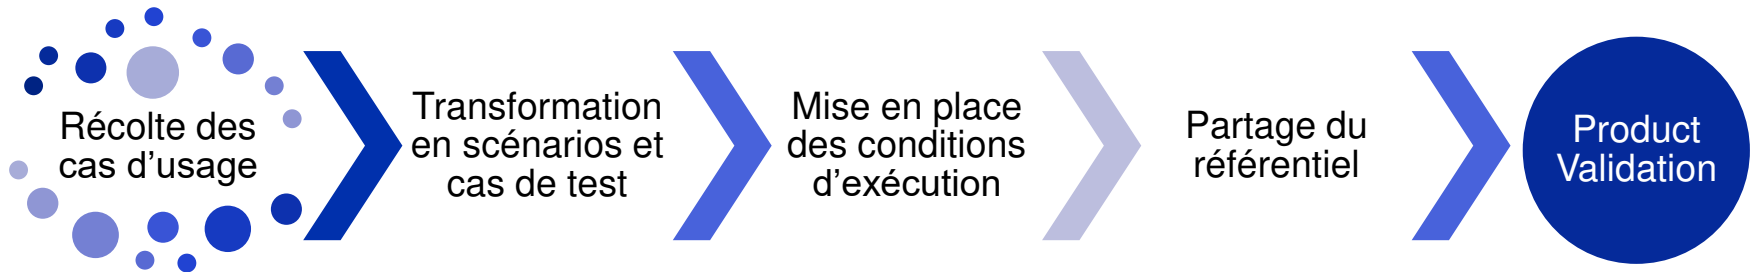 Récolte des
cas d’usage
Transformation
en scénarios et
cas de test
Mise en place
des conditions
d’exécution
Partage du
référentiel
Product
Validation